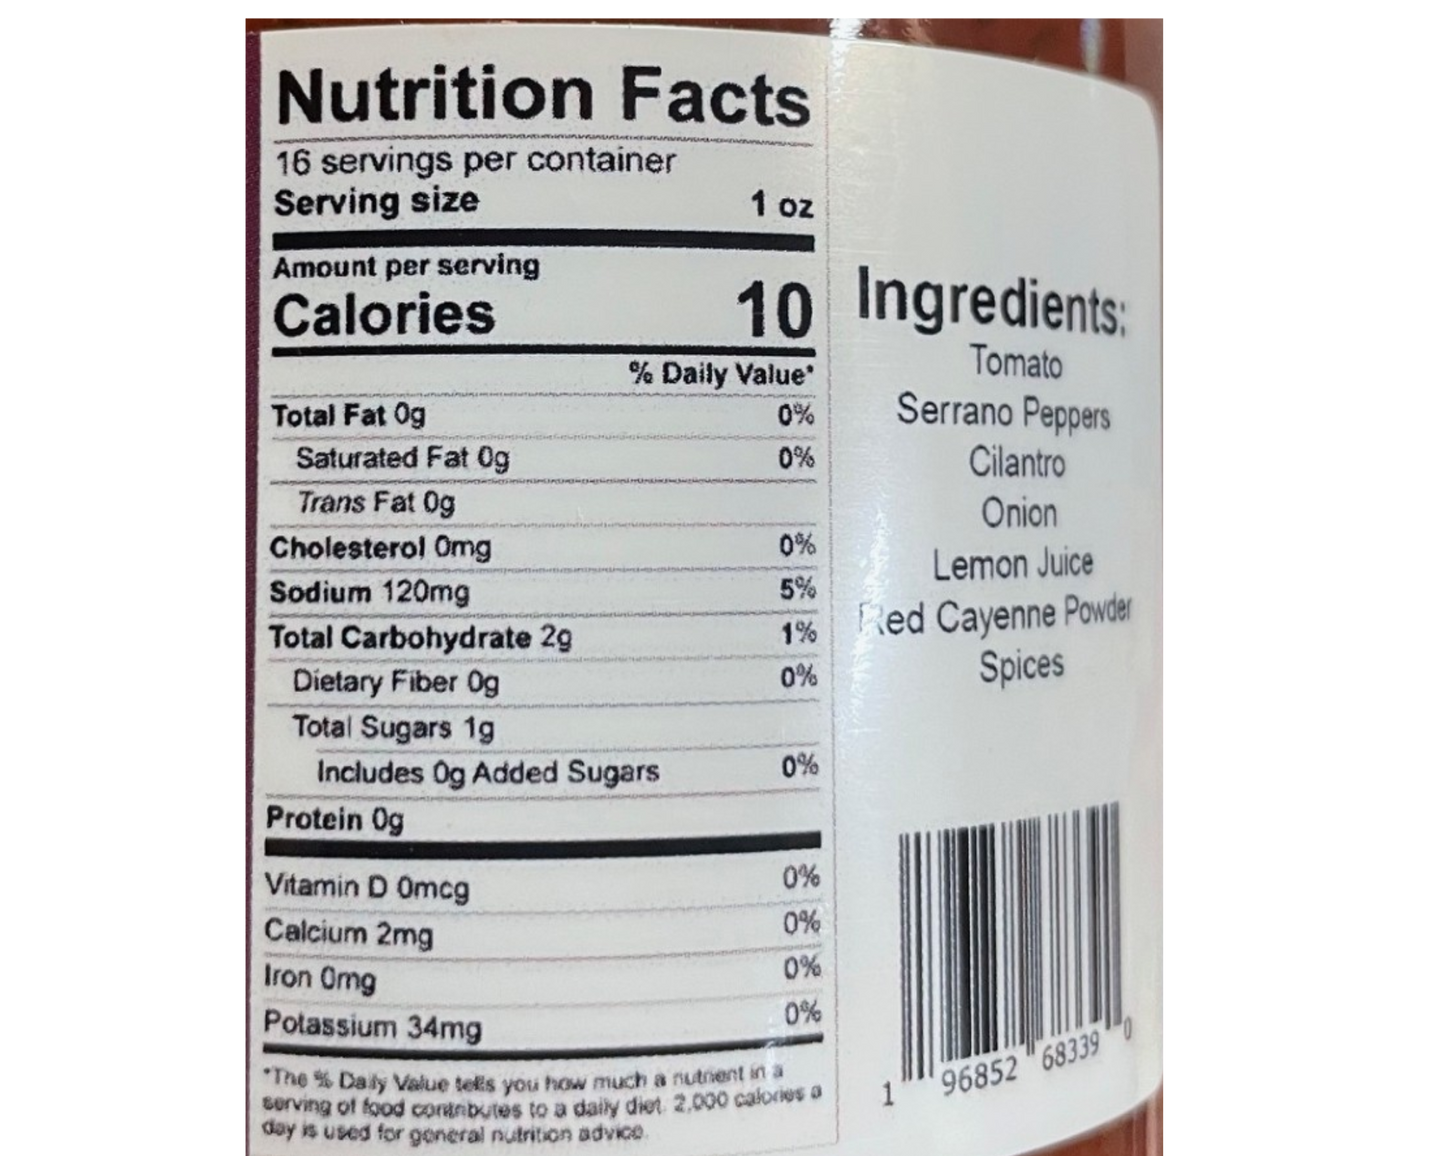 Nutrition Facts
16 servings per container
Serving size 1 oz
Amount per serving
Calories 10
% Daily Value*
Total Fat 0g 0%
Saturated Fat 0g 0%
Trans Fat 0g
Cholesterol 0mg 0%
Sodium 120mg 5%
Total Carbohydrate 2g 1%
Dietary Fiber 0g 0%
Total Sugars 1g
Includes 0g Added Sugars 0%
Protein 0g
Vitamin D 0mcg 0%
Calcium 2mg 0%
Iron 0mg 0%
Potassium 34mg 0%
*The % Daily Value tells you how much a nutrient in a
serving of food contributes to a daily diet. 2,000 calories a
day is used for general nutrition advice.
Ingredients:
Tomato
Serrano Peppers
Cilantro
Onion
Lemon Juice
Red Cayenne Powder
Spices
1 96852 68339 0